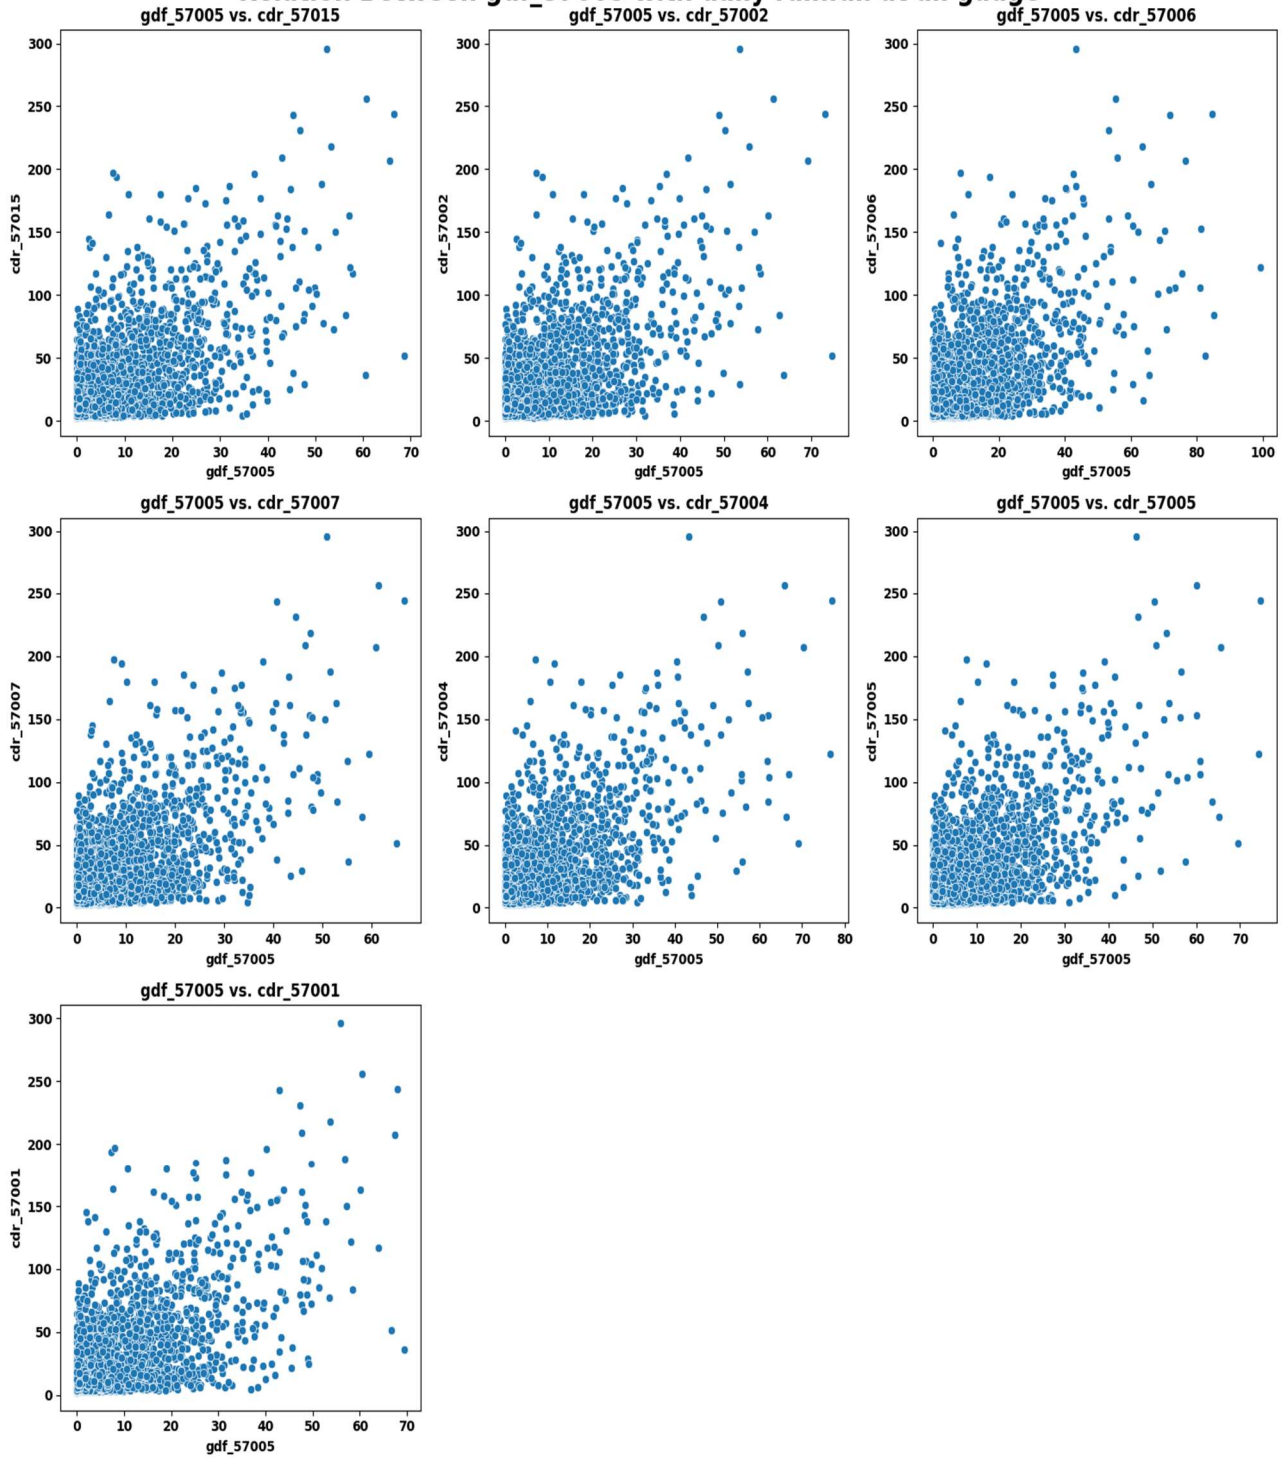 gdf_57005 vs. cdr_57015 gdf_57005 vs. cdr_57002 gdf_57005 vs. cdr_57006
300 300 300
250 250 250
200 200 200
cdr_57015 cdr_57002 cdr_57006
150 150 150
100 100 100
50 50 50
0 0 0
0 10 20 30 40 50 60 70 0 10 20 30 40 50 60 70 0 20 40 60 80 100
gdf_57005 gdf_57005 gdf_57005
gdf_57005 vs. cdr_57007 gdf_57005 vs. cdr_57004 gdf_57005 vs. cdr_57005
300 300 300
250 250 250
200 200 200
cdr_57007 cdr_57004 cdr_57005
150 150 150
100 100 100
50 50 50
0 0 0
0 10 20 30 40 50 60 0 10 20 30 40 50 60 70 80 0 10 20 30 40 50 60 70
gdf_57005 gdf_57005 gdf_57005
gdf_57005 vs. cdr_57001
300
250
200
cdr_57001
150
100
50
0
0 10 20 30 40 50 60 70
gdf_57005